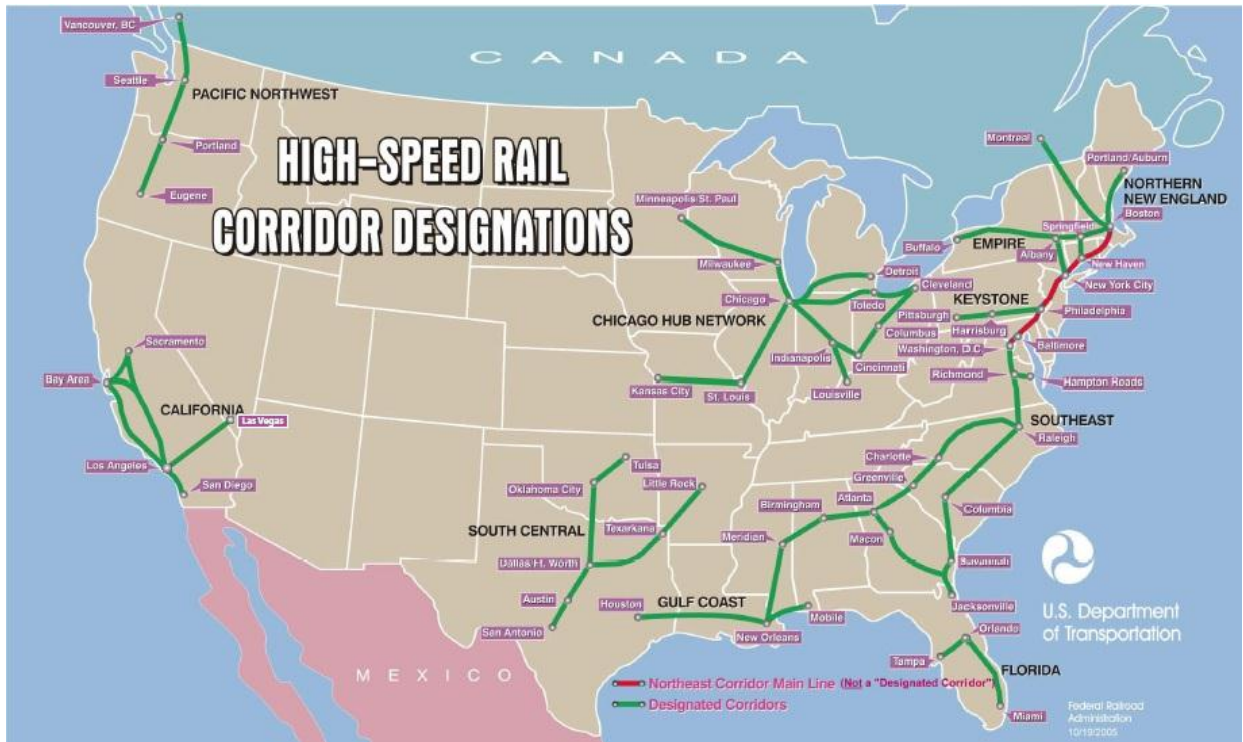 Vancouver, BC
CANADA
Seattle
PACIFIC NORTHWEST
Portland
Eugene
HIGH-SPEED RAIL
CORRIDOR DESIGNATIONS
Minneapolis/St. Paul
Milwaukee
Chicago
CHICAGO HUB NETWORK
Detroit
Cleveland
Toledo
Columbus
Indianapolis
Cincinnati
Kansas City
St. Louis
Louisville
Montreal
Portland/Auburn
NORTHERN
NEW ENGLAND
Boston
Springfield
Buffalo
EMPIRE
Albany
New Haven
New York City
KEYSTONE
Pittsburgh
Harrisburg
Philadelphia
Washington, D.C
Baltimore
Richmond
Hampton Roads
SOUTHEAST
Raleigh
Charlotte
Greenville
Atlanta
Birmingham
Columbia
Macon
Meridian
Savannah
Jacksonville
Sacramento
Bay Area
CALIFORNIA
Las Vegas
Los Angeles
San Diego
Tulsa
Oklahoma City
Little Rock
SOUTH CENTRAL
Texarkana
Dallas/Ft. Worth
Austin
San Antonio
Houston
GULF COAST
Mobile
New Orleans
Orlando
Tampa
FLORIDA
Miami
MEXICO
U.S. Department
of Transportation
Northeast Corridor Main Line (Not a "Designated Corridor")
Designated Corridors
Federal Railroad
Administration
10/19/2005